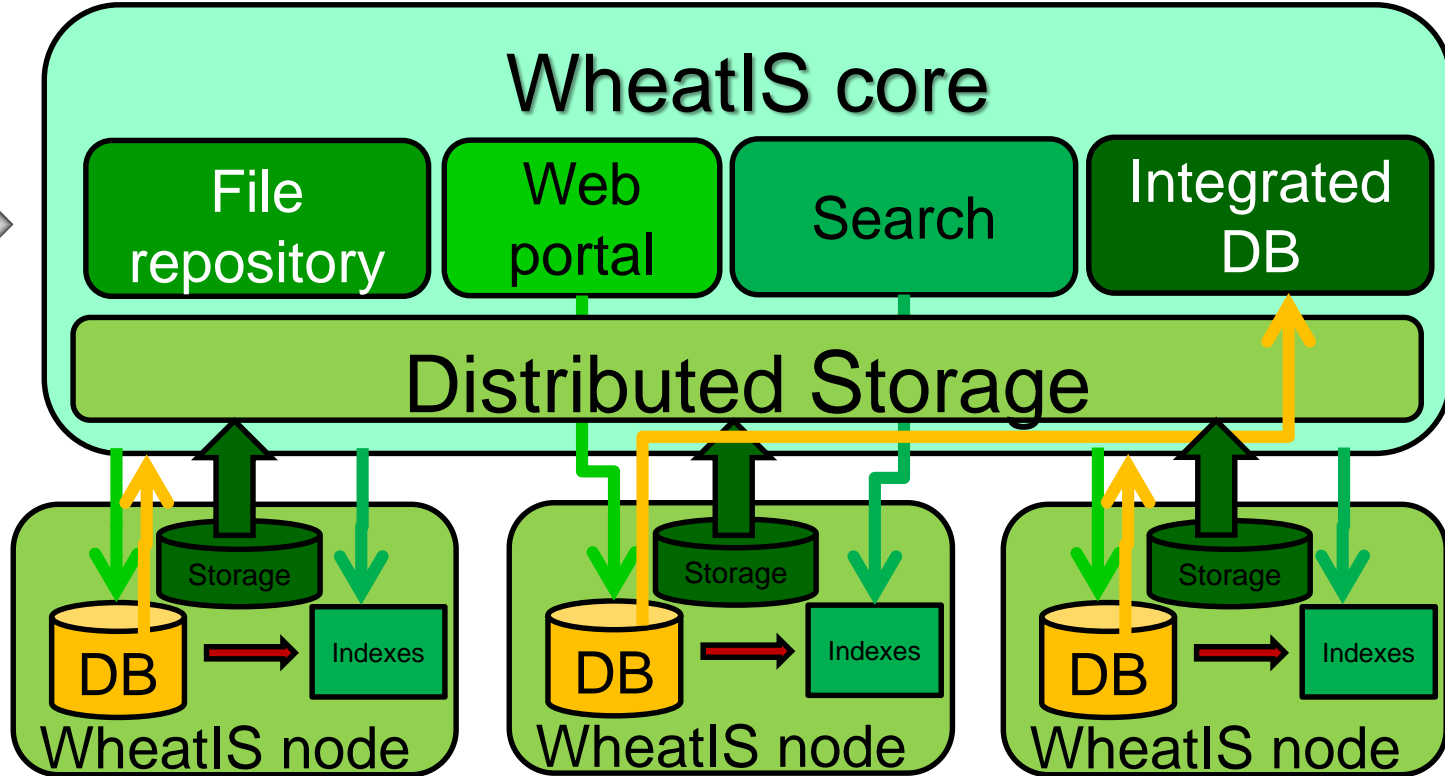 WheatIS core
File
repository
Web
portal
Search
Integrated
DB
Distributed Storage
Storage
Storage
Storage
Indexes
Indexes
Indexes
DB
DB
DB
WheatIS node
WheatIS node
WheatIS node